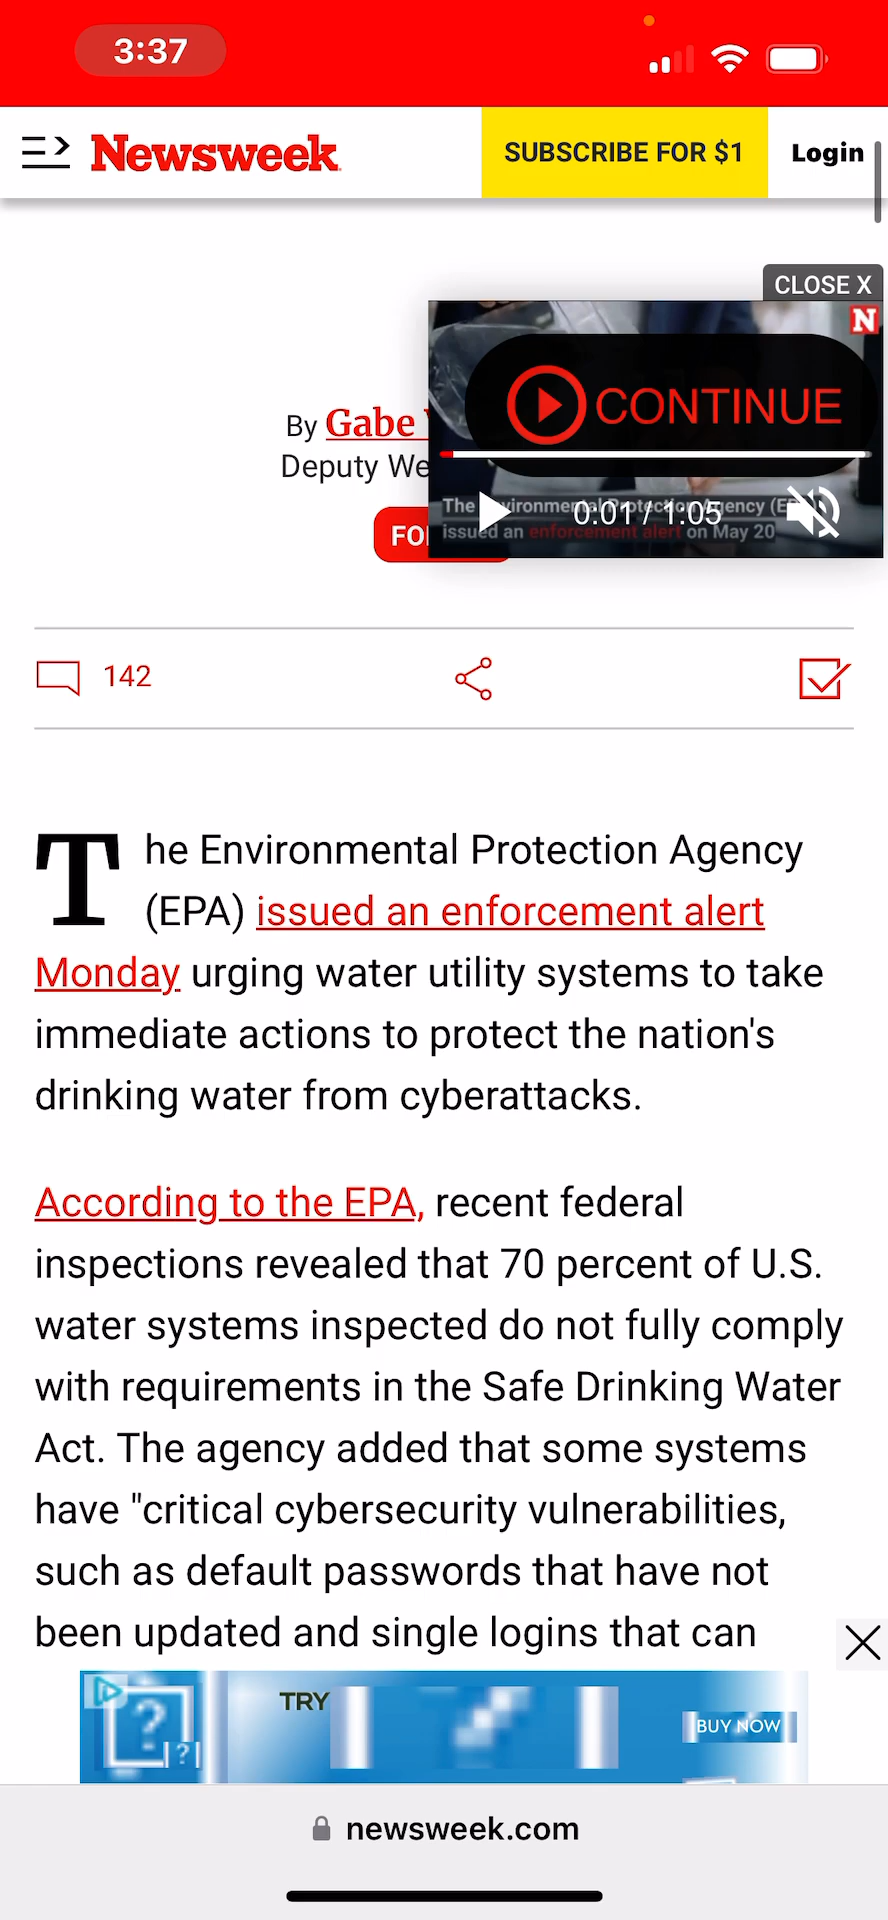 3:37
Newsweek
SUBSCRIBE FOR $1
Login
CLOSE X
N
CONTINUE
By Gabe
Deputy We
0:01 / 1:05
issued an enforcement alert on May 20
142
The Environmental Protection Agency
(EPA) issued an enforcement alert
Monday urging water utility systems to take
immediate actions to protect the nation's
drinking water from cyberattacks.
According to the EPA, recent federal
inspections revealed that 70 percent of U.S.
water systems inspected do not fully comply
with requirements in the Safe Drinking Water
Act. The agency added that some systems
have "critical cybersecurity vulnerabilities,
such as default passwords that have not
been updated and single logins that can
TRY
BUY NOW
newsweek.com